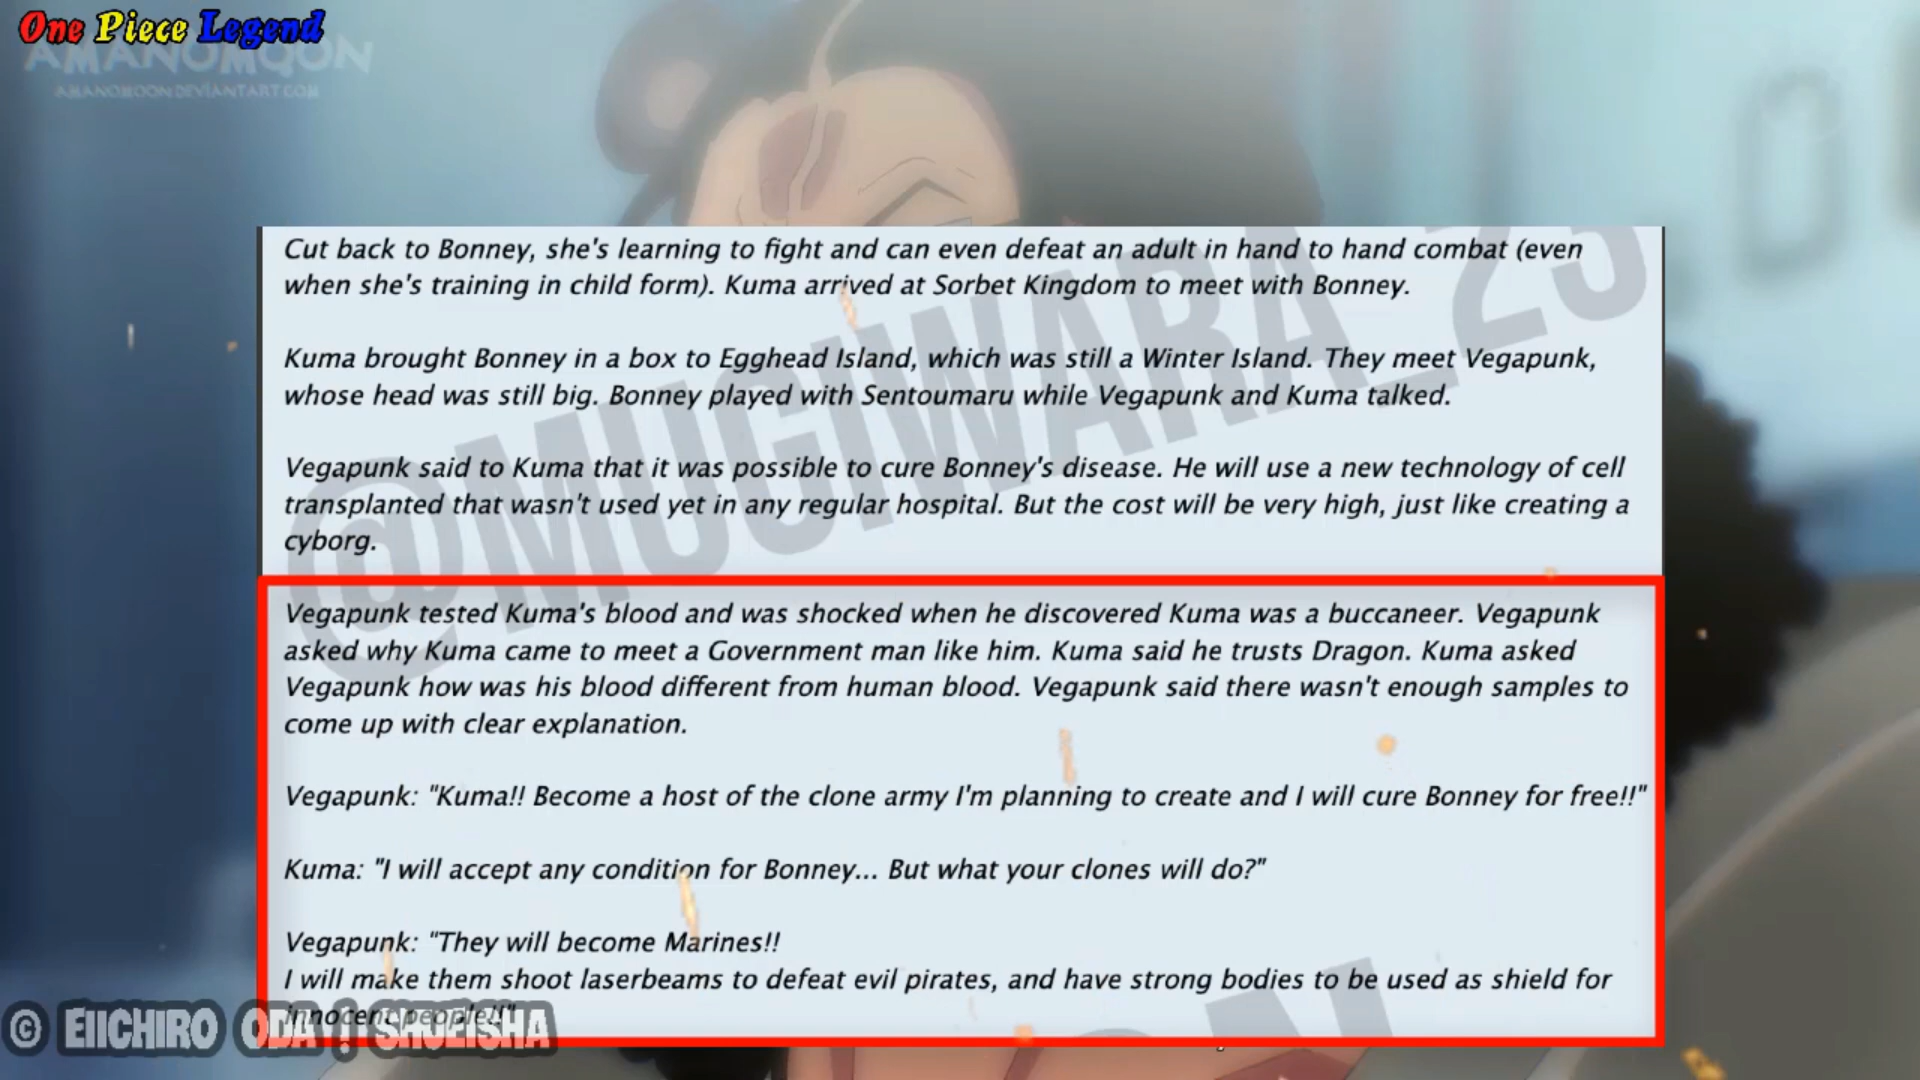 One Piece Legend
AMANOMOON
AMANOMOON.DEVIANTART.COM
Cut back to Bonney, she's learning to fight and can even defeat an adult in hand to hand combat (even
when she's training in child form). Kuma arrived at Sorbet Kingdom to meet with Bonney.
Kuma brought Bonney in a box to Egghead Island, which was still a Winter Island. They meet Vegapunk,
whose head was still big. Bonney played with Sentoumaru while Vegapunk and Kuma talked.
Vegapunk said to Kuma that it was possible to cure Bonney's disease. He will use a new technology of cell
transplanted that wasn't used yet in any regular hospital. But the cost will be very high, just like creating a
cyborg.
@MUGIWARA_23
Vegapunk tested Kuma's blood and was shocked when he discovered Kuma was a buccaneer. Vegapunk
asked why Kuma came to meet a Government man like him. Kuma said he trusts Dragon. Kuma asked
Vegapunk how was his blood different from human blood. Vegapunk said there wasn't enough samples to
come up with clear explanation.
Vegapunk: "Kuma!! Become a host of the clone army I'm planning to create and I will cure Bonney for free!!"
Kuma: "I will accept any condition for Bonney... But what your clones will do?"
Vegapunk: "They will become Marines!!
I will make them shoot laserbeams to defeat evil pirates, and have strong bodies to be used as shield for
innocent people!!"
© EIICHIRO ODA | SHUEISHA